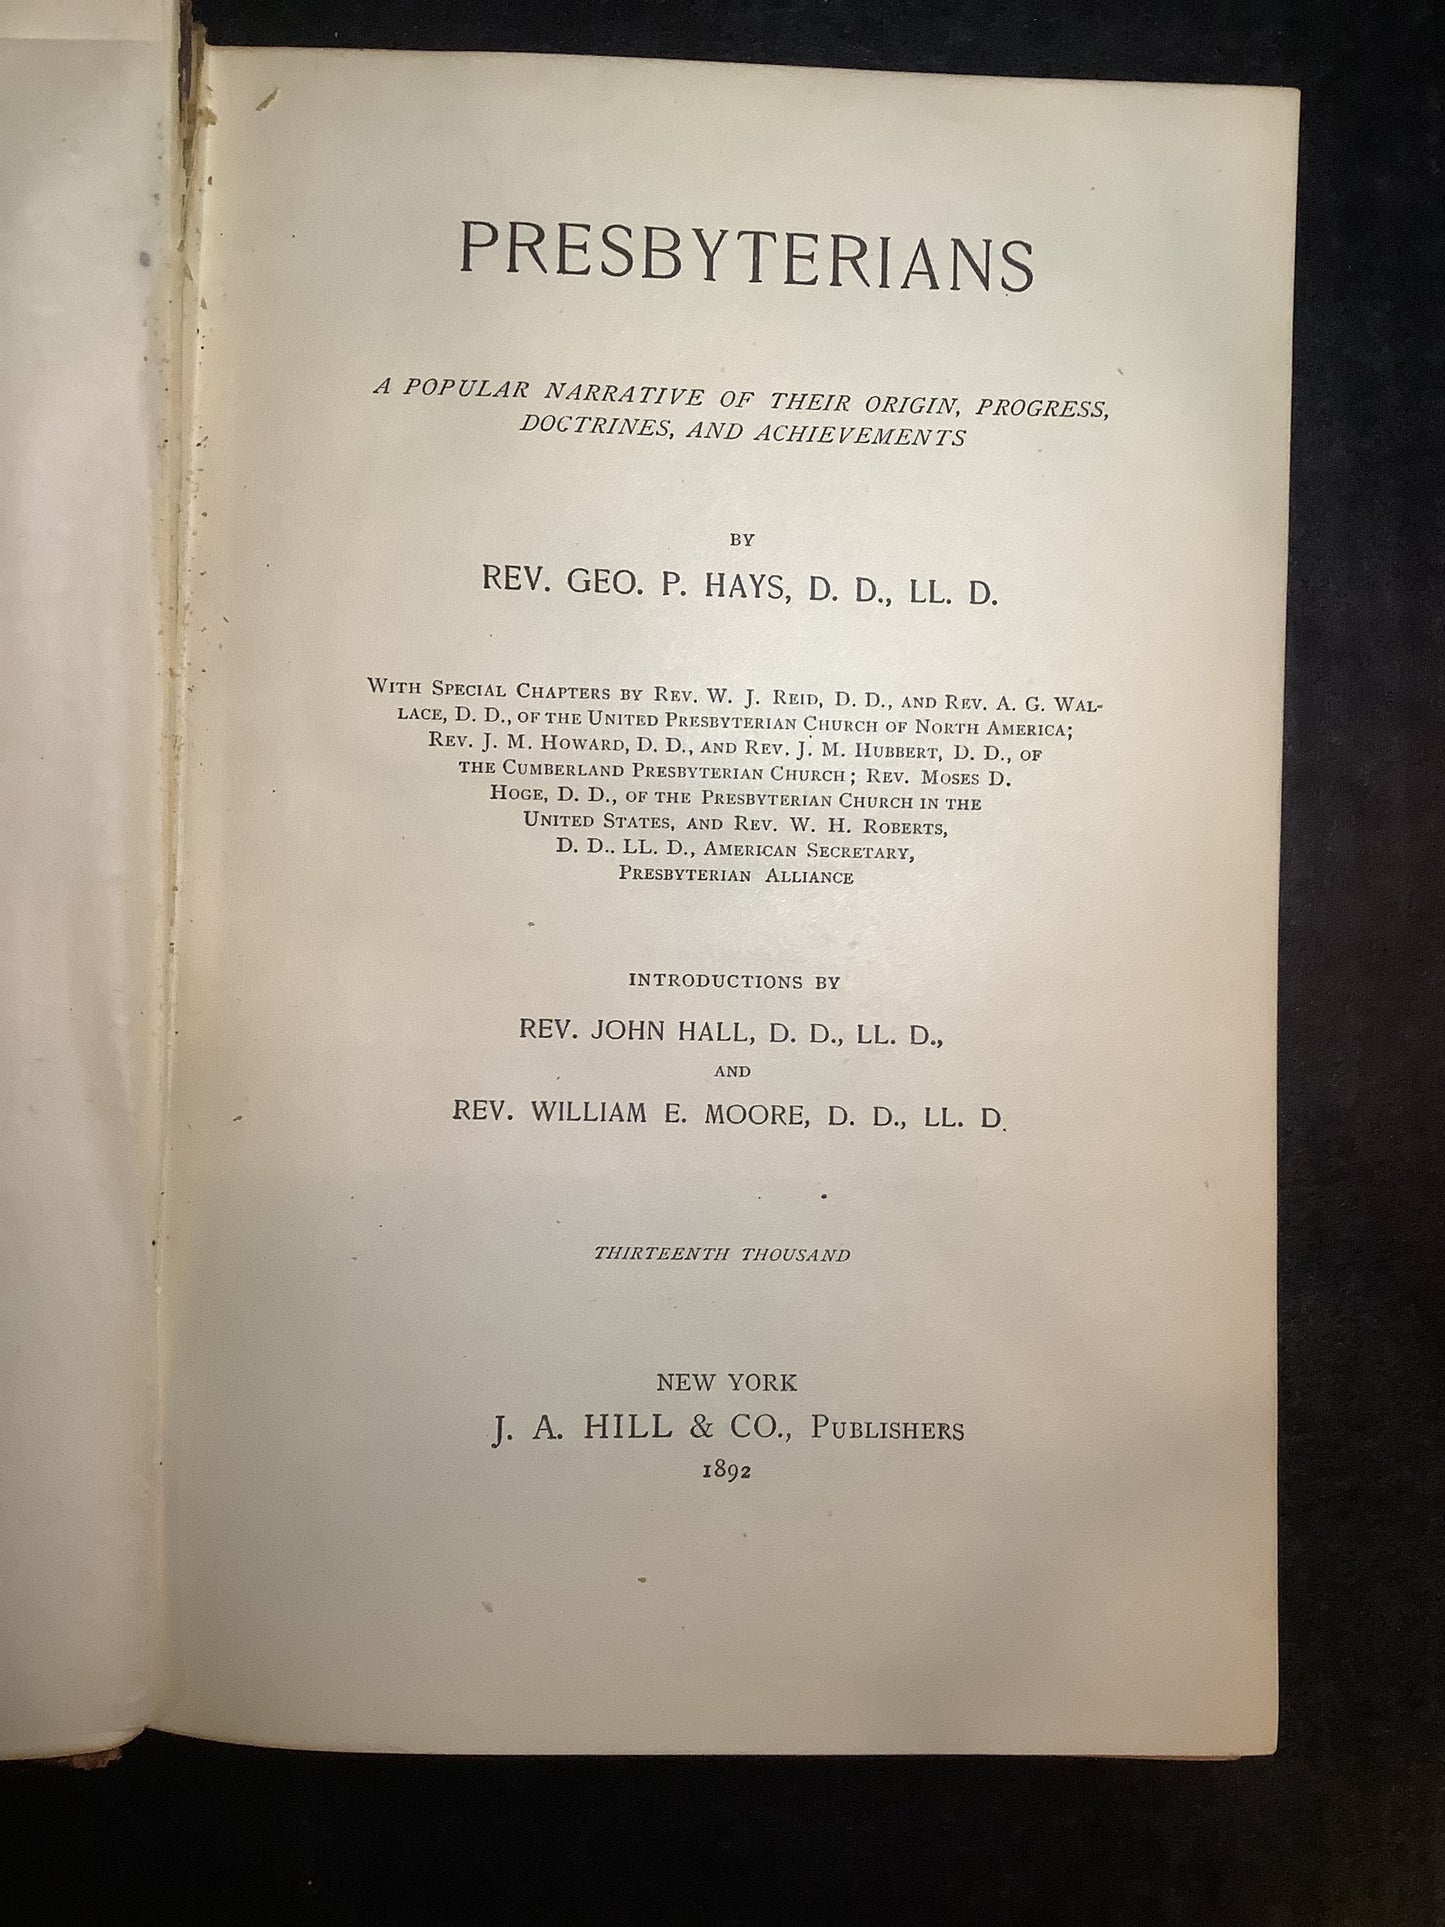 PRESBYTERIANS
A POPULAR NARRATIVE OF THEIR ORIGIN, PROGRESS,
DOCTRINES, AND ACHIEVEMENTS
BY
REV. GEO. P. HAYS, D. D., LL. D.
WITH SPECIAL CHAPTERS BY REV. W. J. REID, D. D., AND REV. A. G. WAL-
LACE, D. D., OF THE UNITED PRESBYTERIAN CHURCH OF NORTH AMERICA;
REV. J. M. HOWARD, D. D., AND REV. J. M. HUBBERT, D. D., OF
THE CUMBERLAND PRESBYTERIAN CHURCH; REV. MOSES D.
HOGE, D. D., OF THE PRESBYTERIAN CHURCH IN THE
UNITED STATES, AND REV. W. H. ROBERTS,
D. D.. LL. D., AMERICAN SECRETARY,
PRESBYTERIAN ALLIANCE
INTRODUCTIONS BY
REV. JOHN HALL, D. D., LL. D.,
AND
REV. WILLIAM E. MOORE, D. D., LL. D.
THIRTEENTH THOUSAND
NEW YORK
J. A. HILL & CO., PUBLISHERS
1892